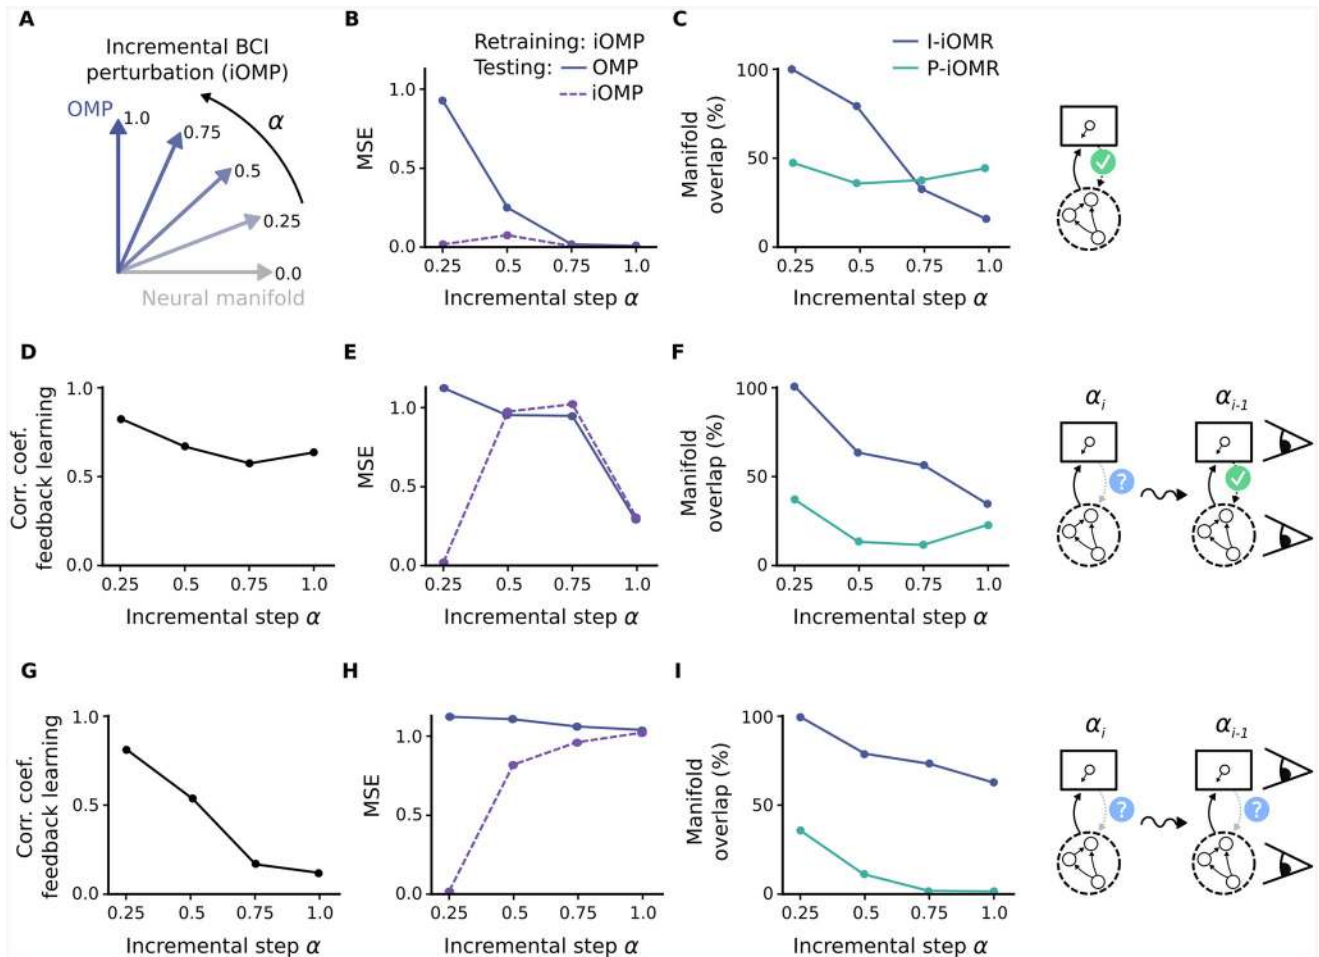 A
Incremental BCI
perturbation (iOMP)
OMP
1.0
0.75
0.5
0.25
0.0
α
Neural manifold
B
Retraining: iOMP
Testing: OMP
iOMP
MSE
1.0
0.5
0.0
0.25 0.5 0.75 1.0
Incremental step α
C
I-iOMR
P-iOMR
Manifold
overlap (%)
100
50
0
0.25 0.5 0.75 1.0
Incremental step α
D
Corr. coef.
feedback learning
1.0
0.5
0.0
0.25 0.5 0.75 1.0
Incremental step α
E
MSE
1.0
0.5
0.0
0.25 0.5 0.75 1.0
Incremental step α
F
Manifold
overlap (%)
100
50
0
0.25 0.5 0.75 1.0
Incremental step α
αi αi-1
?
G
Corr. coef.
feedback learning
1.0
0.5
0.0
0.25 0.5 0.75 1.0
Incremental step α
H
MSE
1.0
0.5
0.0
0.25 0.5 0.75 1.0
Incremental step α
I
Manifold
overlap (%)
100
50
0
0.25 0.5 0.75 1.0
Incremental step α
αi αi-1
? ?